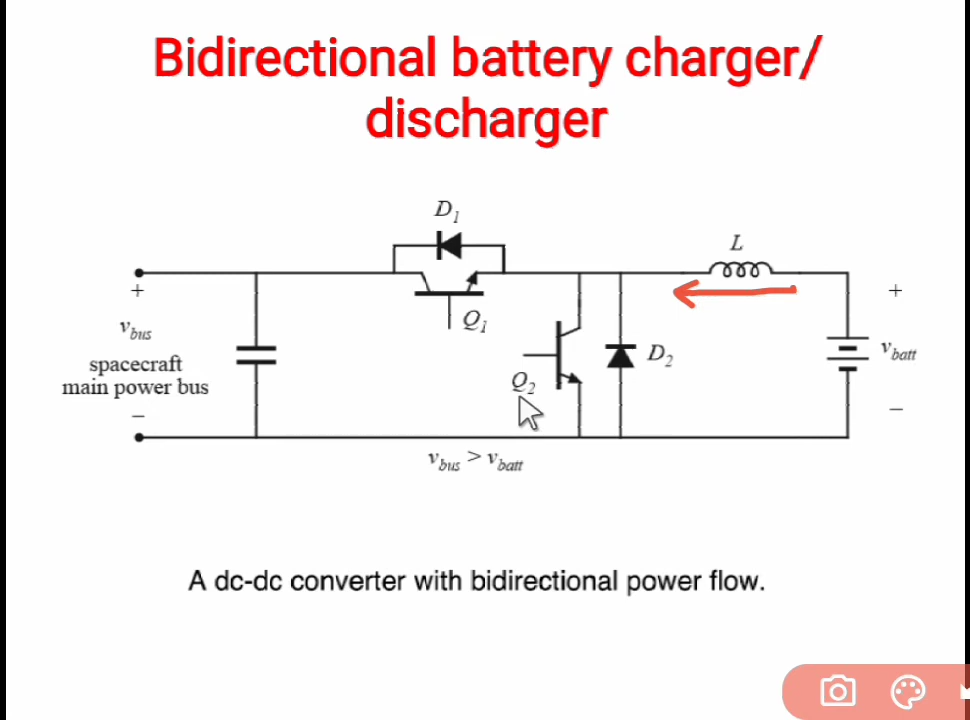 Bidirectional battery charger/
discharger
D1
L
+
+
Q1
vbus
vbatt
D2
spacecraft
main power bus
Q2
−
−
vbus > vbatt
A dc-dc converter with bidirectional power flow.